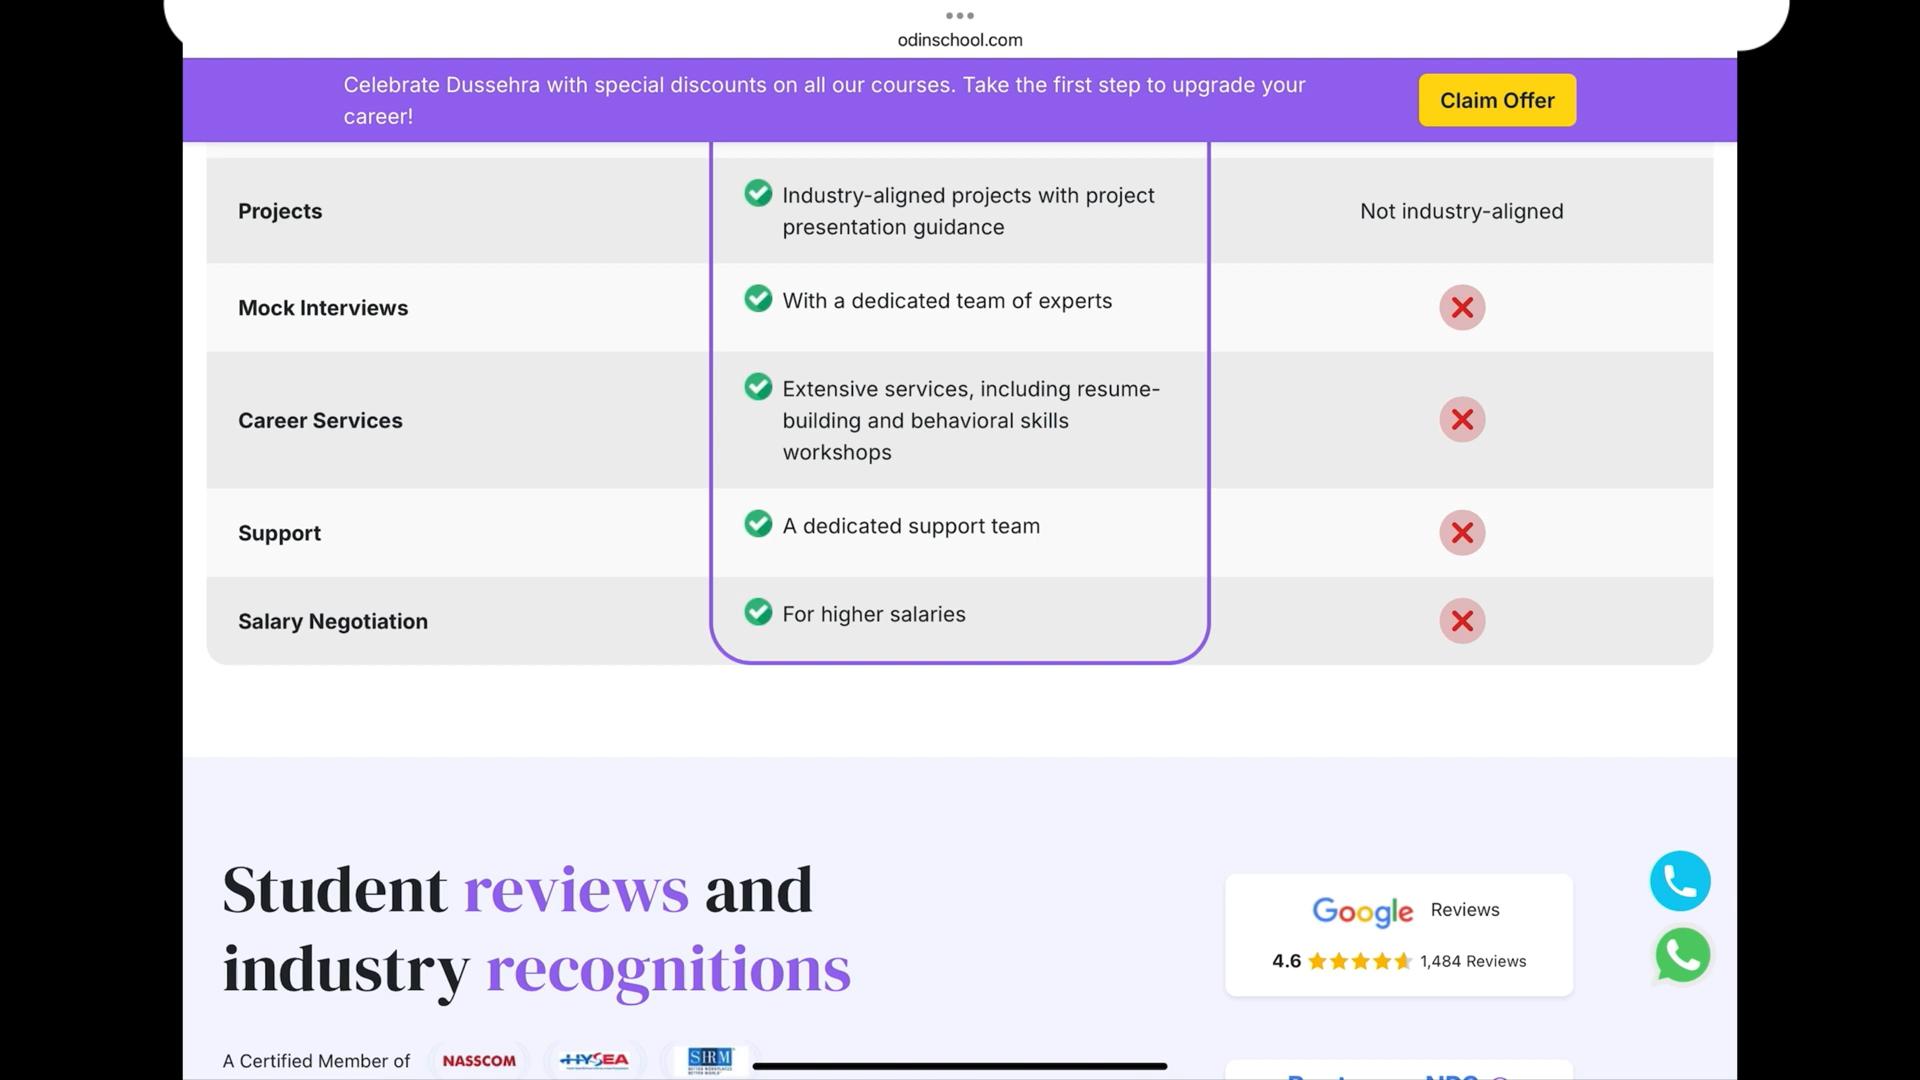 odinschool.com
Celebrate Dussehra with special discounts on all our courses. Take the first step to upgrade your
career!
Claim Offer
Projects
Industry-aligned projects with project
presentation guidance
Not industry-aligned
Mock Interviews
With a dedicated team of experts
Career Services
Extensive services, including resume-
building and behavioral skills
workshops
Support
A dedicated support team
Salary Negotiation
For higher salaries
Student reviews and
industry recognitions
Google Reviews
4.6 1,484 Reviews
A Certified Member of NASSCOM HYSEA SHRM